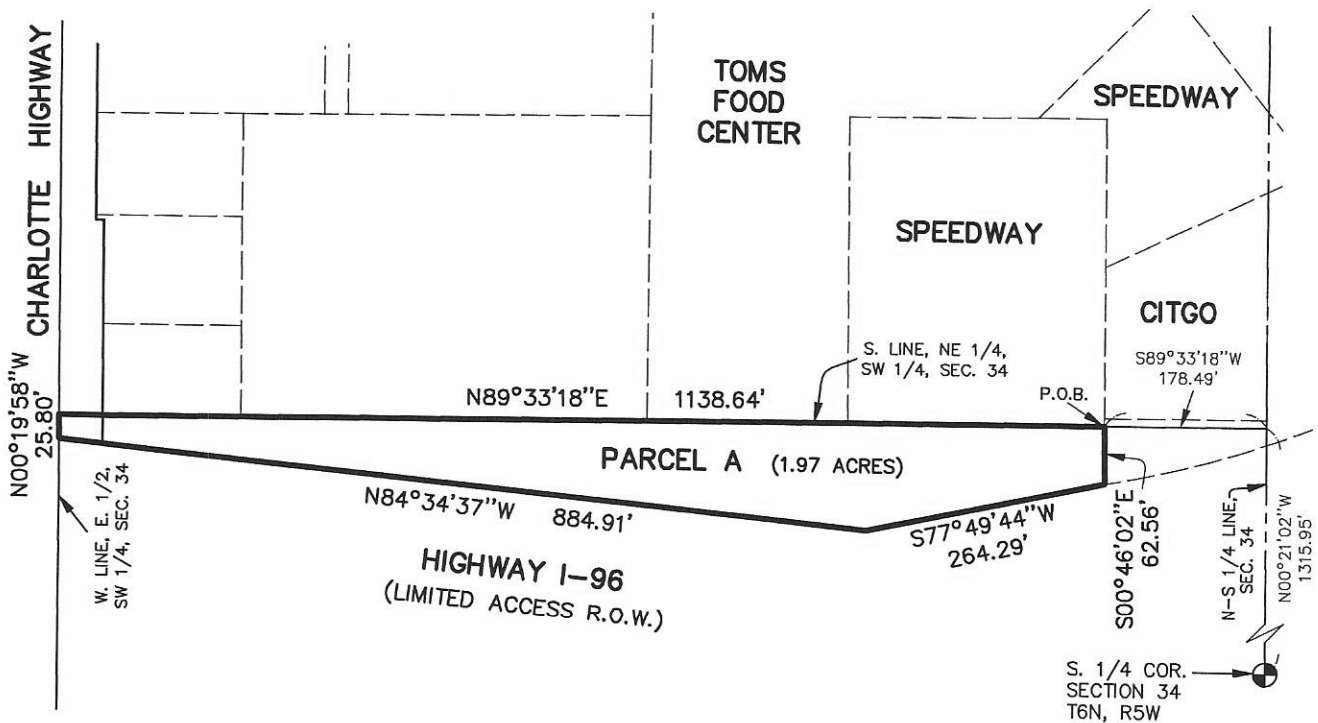 CHARLOTTE HIGHWAY
TOMS
FOOD
CENTER
SPEEDWAY
SPEEDWAY
CITGO
S. LINE, NE 1/4,
SW 1/4, SEC. 34
S89°33'18"W
178.49'
P.O.B.
N89°33'18"E 1138.64'
N00°19'58"W
25.80'
PARCEL A (1.97 ACRES)
N84°34'37"W 884.91'
S77°49'44"W
264.29'
S00°46'02"E
62.56'
W. LINE, E. 1/2,
SW 1/4, SEC. 34
HIGHWAY I-96
(LIMITED ACCESS R.O.W.)
N-S 1/4 LINE,
SEC. 34
N00°21'02"W
1315.95'
S. 1/4 COR.
SECTION 34
T6N, R5W